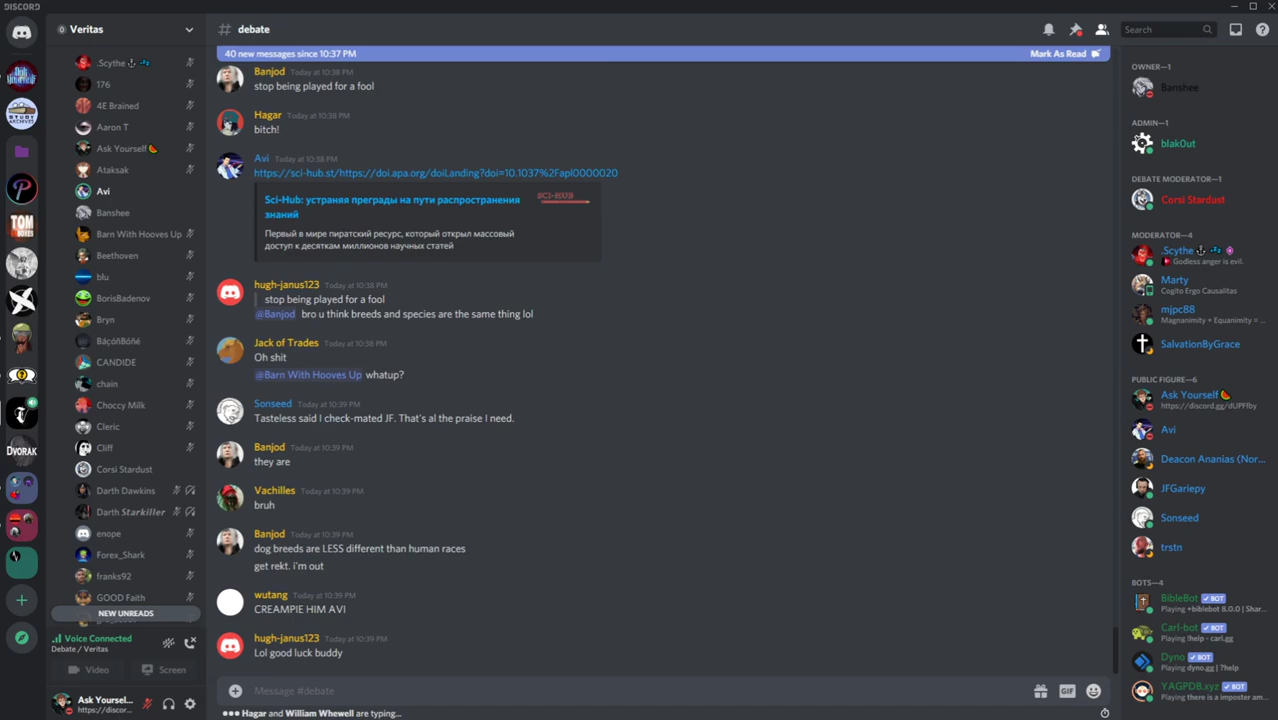 DISCORD
Veritas
debate
Search
40 new messages since 10:37 PM
Mark As Read
.Scythe
176
4E Brained
Aaron T
Ask Yourself
Ataksak
Avi
Banshee
Barn With Hooves Up
Beethoven
blu
BorisBadenov
Bryn
BáçóñBóñé
CANDIDE
chain
Choccy Milk
Cleric
Cliff
Corsi Stardust
Darth Dawkins
Darth Starkiller
enope
Forex_Shark
franks92
GOOD Faith
NEW UNREADS
Voice Connected
Debate / Veritas
Video
Screen
Ask Yoursel...
https://discor...
TOM
BOXES
STUDY
ARCHIVES
DVORAK
Banjod Today at 10:38 PM
stop being played for a fool
Hagar Today at 10:38 PM
bitch!
Avi Today at 10:38 PM
https://sci-hub.st/https://doi.apa.org/doiLanding?doi=10.1037%2Fapl0000020
Sci-Hub: устраняя преграды на пути распространения
знаний
SCI-HUB
Первый в мире пиратский ресурс, который открыл массовый
доступ к десяткам миллионов научных статей
hugh-janus123 Today at 10:38 PM
stop being played for a fool
@Banjod bro u think breeds and species are the same thing lol
Jack of Trades Today at 10:38 PM
Oh shit
@Barn With Hooves Up whatup?
Sonseed Today at 10:39 PM
Tasteless said I check-mated JF. That's al the praise I need.
Banjod Today at 10:39 PM
they are
Vachilles Today at 10:39 PM
bruh
Banjod Today at 10:39 PM
dog breeds are LESS different than human races
get rekt. i'm out
wutang Today at 10:39 PM
CREAMPIE HIM AVI
hugh-janus123 Today at 10:39 PM
Lol good luck buddy
Message #debate
GIF
Hagar and William Whewell are typing...
OWNER—1
Banshee
ADMIN—1
blak0ut
DEBATE MODERATOR—1
Corsi Stardust
MODERATOR—4
.Scythe
Godless anger is evil.
Marty
Cogito Ergo Causalitas
mjpc88
Magnanimity + Equanimity = ...
SalvationByGrace
PUBLIC FIGURE—6
Ask Yourself
https://discord.gg/dUPFfby
Avi
Deacon Ananias (Nor...
JFGariepy
Sonseed
trstn
BOTS—4
BibleBot BOT
Playing +biblebot 8.0.0 | Shar...
Carl-bot BOT
Playing !help - carl.gg
Dyno BOT
Playing dyno.gg | ?help
YAGPDB.xyz BOT
Playing there is a imposter am...